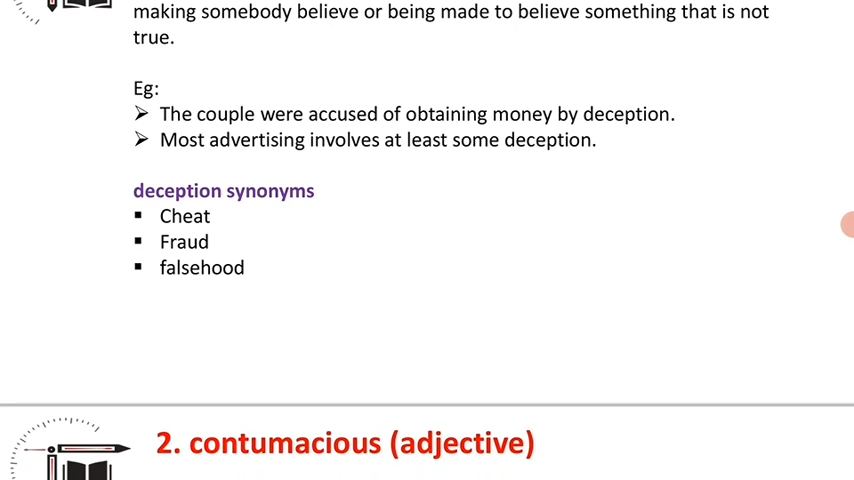 making somebody believe or being made to believe something that is not
true.
Eg:
➢ The couple were accused of obtaining money by deception.
➢ Most advertising involves at least some deception.
deception synonyms
▪ Cheat
▪ Fraud
▪ falsehood
2. contumacious (adjective)